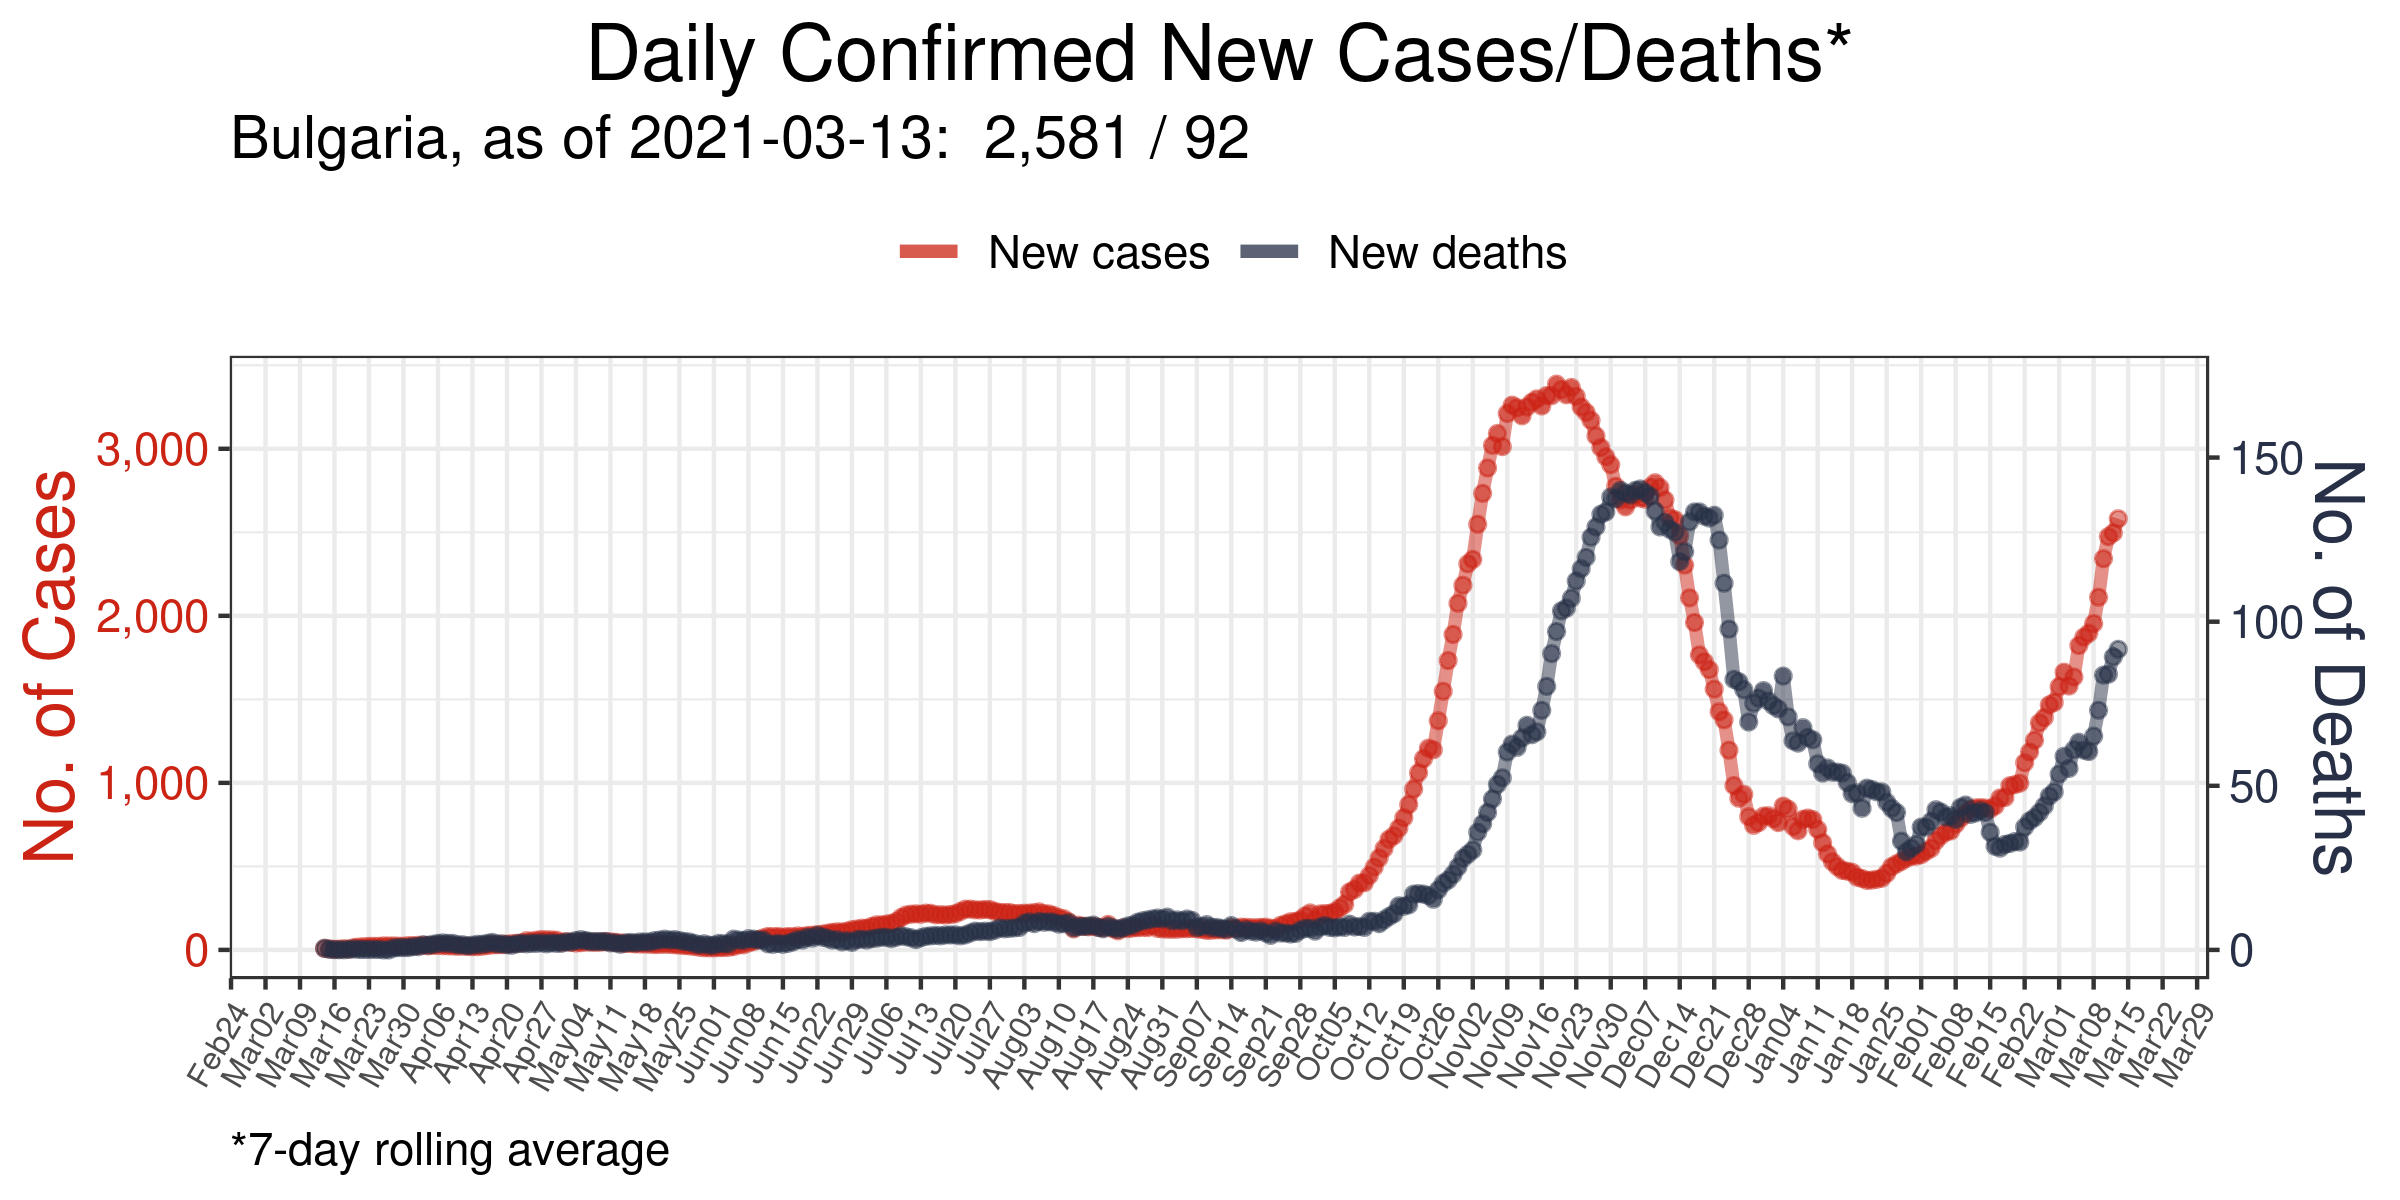 Daily Confirmed New Cases/Deaths*
Bulgaria, as of 2021-03-13:  2,581 / 92
New cases
New deaths
No. of Cases
3,000
2,000
1,000
0
150
100
50
0
No. of Deaths
Feb24
Mar02
Mar09
Mar16
Mar23
Mar30
Apr06
Apr13
Apr20
Apr27
May04
May11
May18
May25
Jun01
Jun08
Jun15
Jun22
Jun29
Jul06
Jul13
Jul20
Jul27
Aug03
Aug10
Aug17
Aug24
Aug31
Sep07
Sep14
Sep21
Sep28
Oct05
Oct12
Oct19
Oct26
Nov02
Nov09
Nov16
Nov23
Nov30
Dec07
Dec14
Dec21
Dec28
Jan04
Jan11
Jan18
Jan25
Feb01
Feb08
Feb15
Feb22
Mar01
Mar08
Mar15
Mar22
Mar29
*7-day rolling average